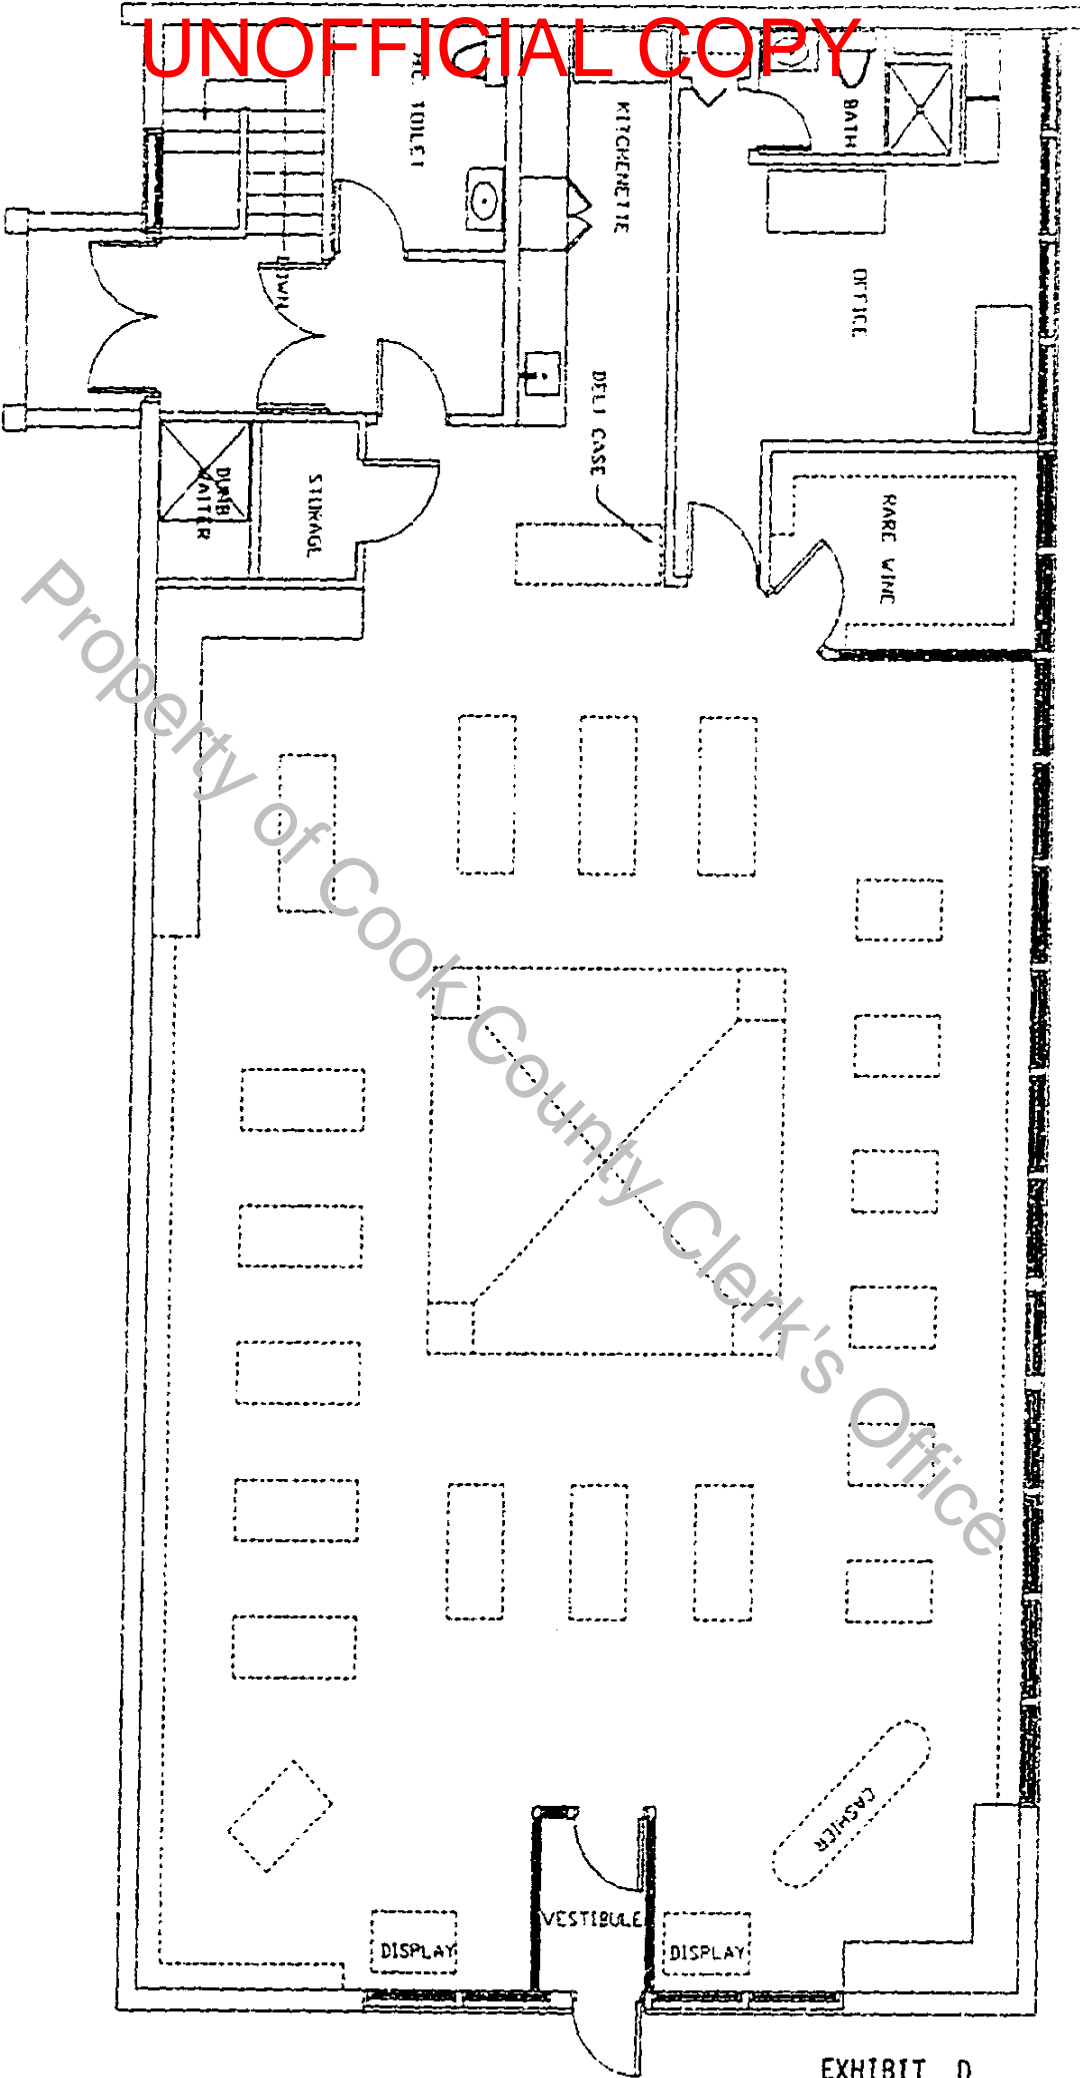 UNOFFICIAL COPY
TOILET
KITCHENETTE
BATH
DOWN
OFFICE
DELI CASE
DUMB
WAITER
STORAGE
RARE WINE
Property of Cook County Clerk's Office
CASHIER
VESTIBULE
DISPLAY
DISPLAY
EXHIBIT D